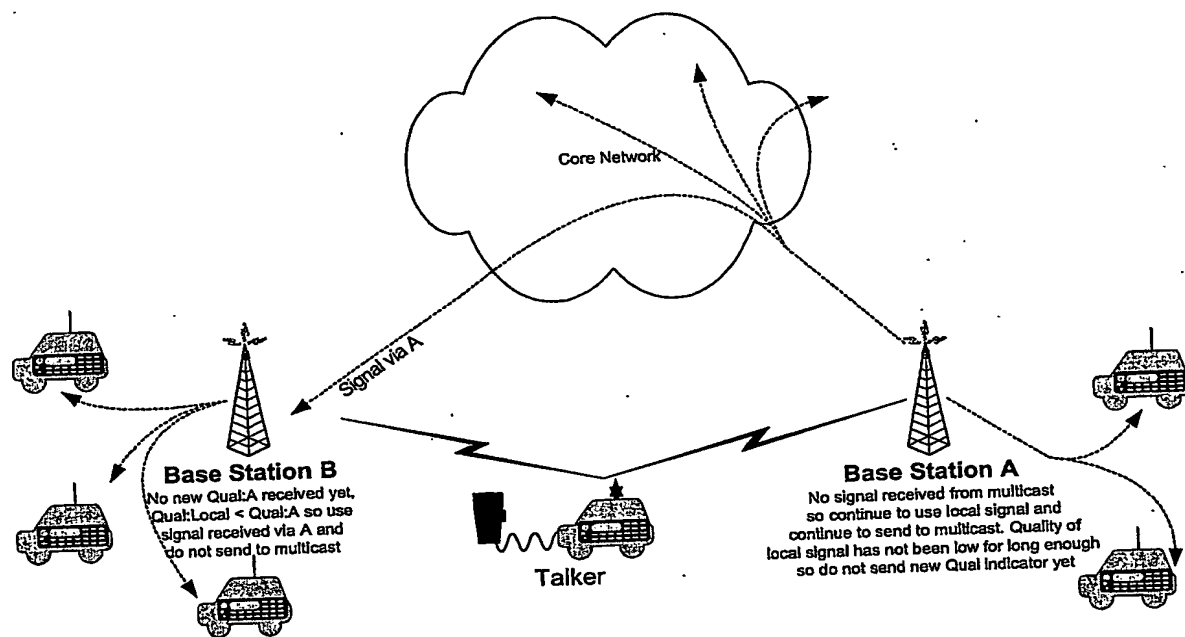 Core Network
Signal via A
Base Station B
No new Qual:A received yet,
Qual:Local < Qual:A so use
signal received via A and
do not send to multicast
Talker
Base Station A
No signal received from multicast
so continue to use local signal and
continue to send to multicast. Quality of
local signal has not been low for long enough
so do not send new Qual indicator yet